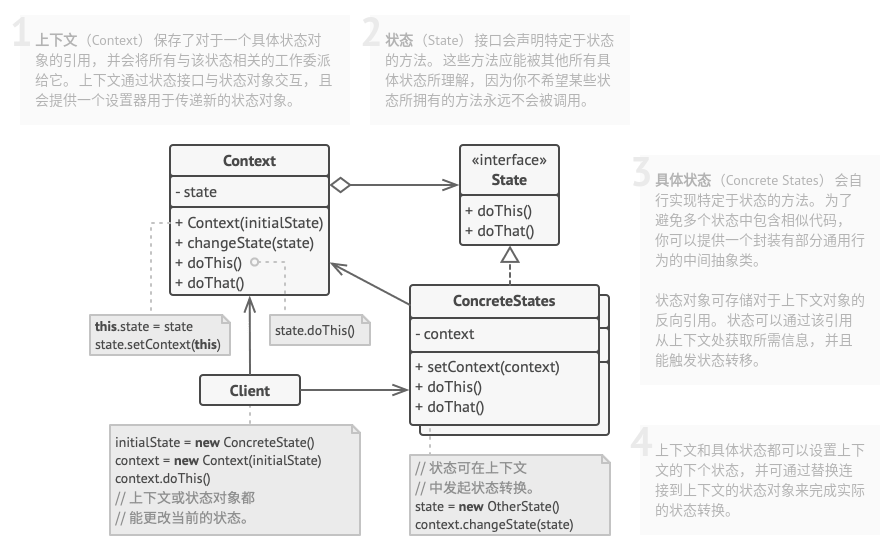 1
上下文（Context） 保存了对于一个具体状态对
象的引用， 并会将所有与该状态相关的工作委派
给它。 上下文通过状态接口与状态对象交互， 且
会提供一个设置器用于传递新的状态对象。
2
状态（State） 接口会声明特定于状态
的方法。 这些方法应能被其他所有具
体状态所理解， 因为你不希望某些状
态所拥有的方法永远不会被调用。
Context
- state
+ Context(initialState)
+ changeState(state)
+ doThis()
+ doThat()
«interface»
State
+ doThis()
+ doThat()
3
具体状态（Concrete States） 会自
行实现特定于状态的方法。 为了
避免多个状态中包含相似代码，
你可以提供一个封装有部分通用行
为的中间抽象类。
状态对象可存储对于上下文对象的
反向引用。 状态可以通过该引用
从上下文处获取所需信息， 并且
能触发状态转移。
this.state = state
state.setContext(this)
state.doThis()
ConcreteStates
- context
+ setContext(context)
+ doThis()
+ doThat()
Client
initialState = new ConcreteState()
context = new Context(initialState)
context.doThis()
// 上下文或状态对象都
// 能更改当前的状态。
// 状态可在上下文
// 中发起状态转换。
state = new OtherState()
context.changeState(state)
4
上下文和具体状态都可以设置上下
文的下个状态， 并可通过替换连
接到上下文的状态对象来完成实际
的状态转换。